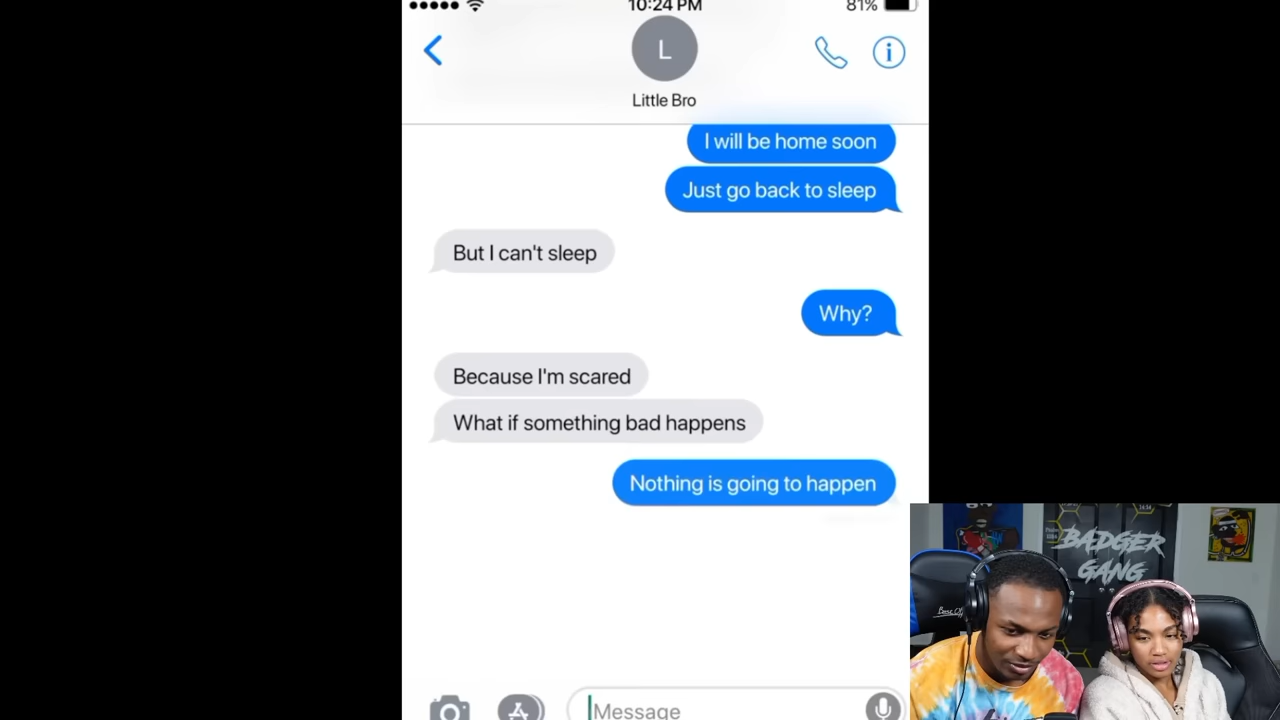 10:24 PM
81%
L
Little Bro
I will be home soon
Just go back to sleep
But I can't sleep
Why?
Because I'm scared
What if something bad happens
Nothing is going to happen
BADGER
GANG
Message